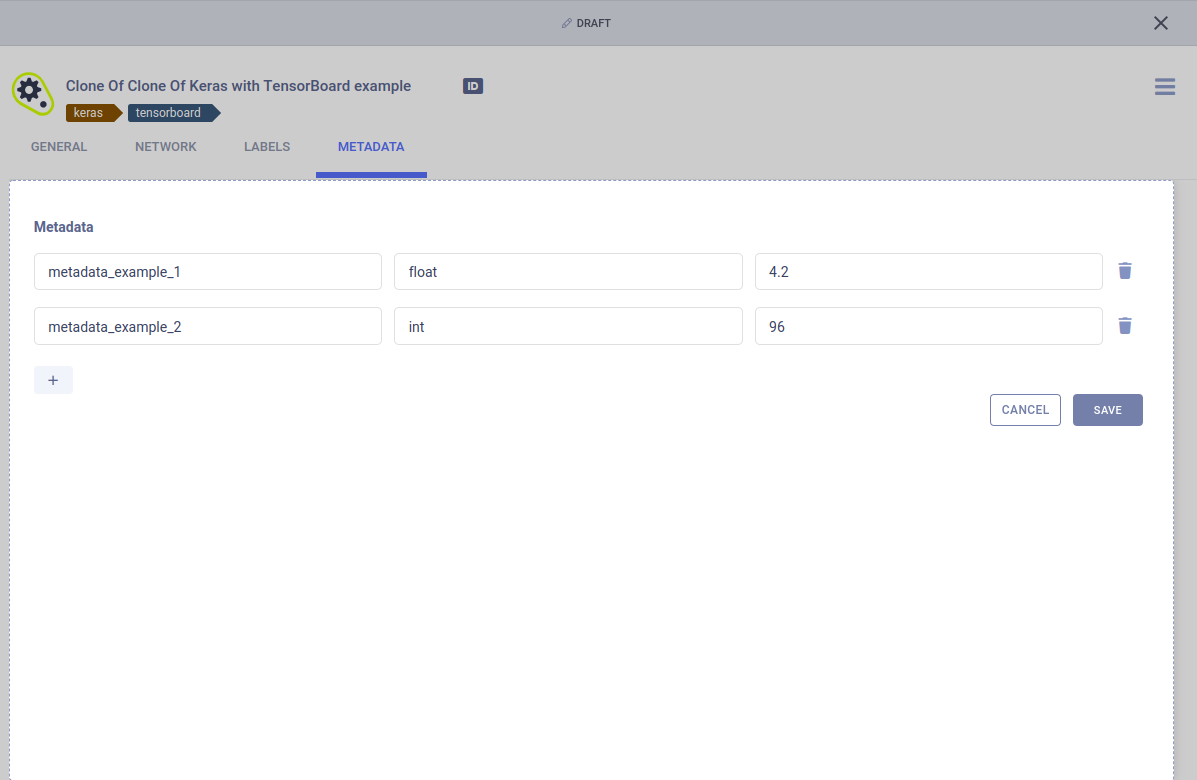 DRAFT
Clone Of Clone Of Keras with TensorBoard example ID
keras tensorboard
GENERAL NETWORK LABELS METADATA
Metadata
metadata_example_1 float 4.2
metadata_example_2 int 96
+
CANCEL SAVE